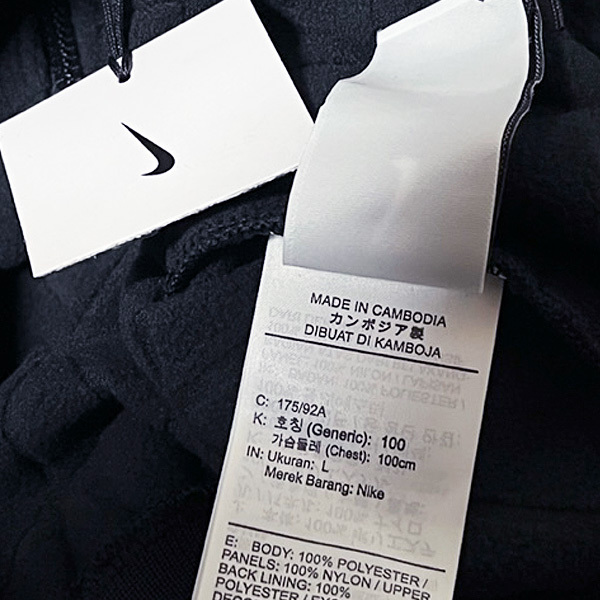 MADE IN CAMBODIA
カンボジア製
DIBUAT DI KAMBOJA
C: 175/92A
K: 호칭 (Generic): 100
가슴둘레 (Chest): 100cm
IN: Ukuran: L
Merek Barang: Nike
E: BODY: 100% POLYESTER /
PANELS: 100% NYLON / UPPER
BACK LINING: 100%
POLYESTER /